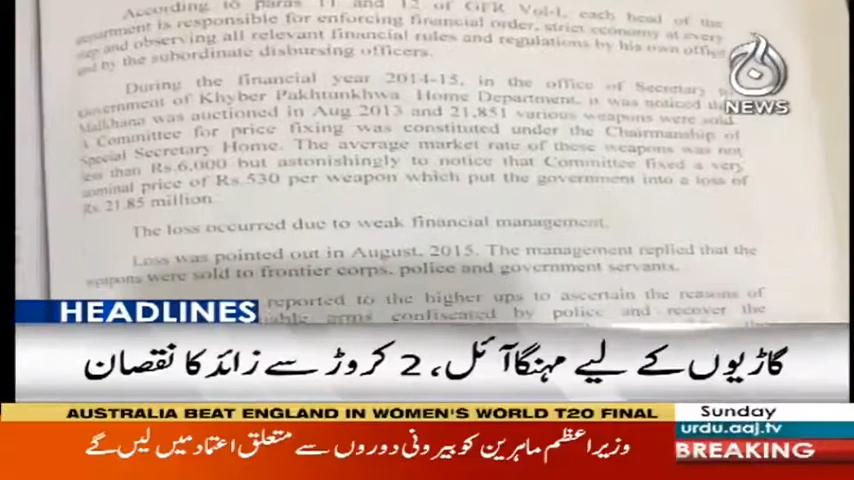 According to paras 11 and 12 of GFR Vol-I, each head of the
department is responsible for enforcing financial order, strict economy at every
step and observing all relevant financial rules and regulations by his own office
and by the subordinate disbursing officers.
During the financial year 2014-15, in the office of Secretary to
Government of Khyber Pakhtunkhwa Home Department, it was noticed that
Malkhana was auctioned in Aug 2013 and 21,851 various weapons were sold.
A Committee for price fixing was constituted under the Chairmanship of
Special Secretary Home. The average market rate of these weapons was not
less than Rs.6,000 but astonishingly to notice that Committee fixed a very
nominal price of Rs.530 per weapon which put the government into a loss of
Rs.21.85 million.
The loss occurred due to weak financial management.
Loss was pointed out in August, 2015. The management replied that the
weapons were sold to frontier corps, police and government servants.
reported to the higher ups to ascertain the reasons of
arms confiscated by police and recover the
NEWS
HEADLINES
گاڑیوں کے لیے مہنگا آئل، 2 کروڑ سے زائد کا نقصان
AUSTRALIA BEAT ENGLAND IN WOMEN'S WORLD T20 FINAL
Sunday
urdu.aaj.tv
وزیراعظم ماہرین کو بیرونی دوروں سے متعلق اعتماد میں لیں گے
BREAKING